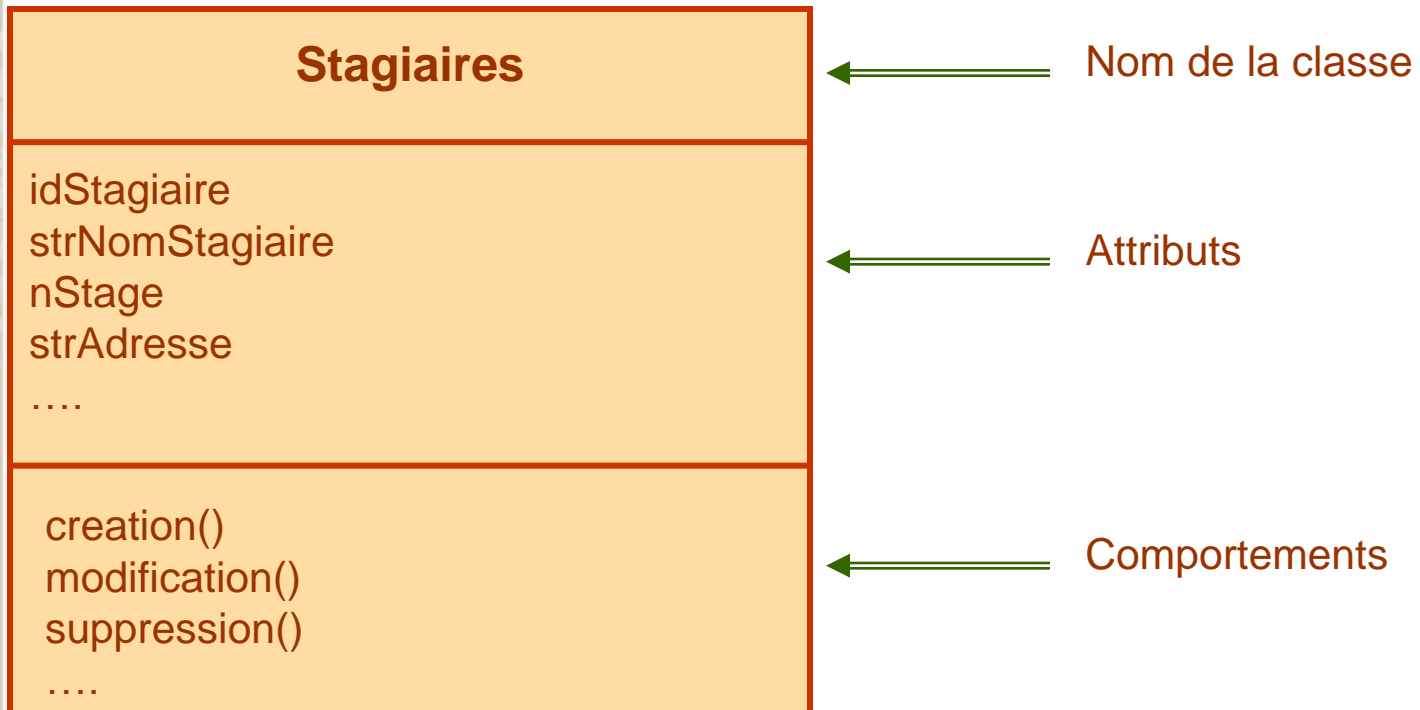 Stagiaires
Nom de la classe
idStagiaire
strNomStagiaire
nStage
strAdresse
….
Attributs
creation()
modification()
suppression()
….
Comportements